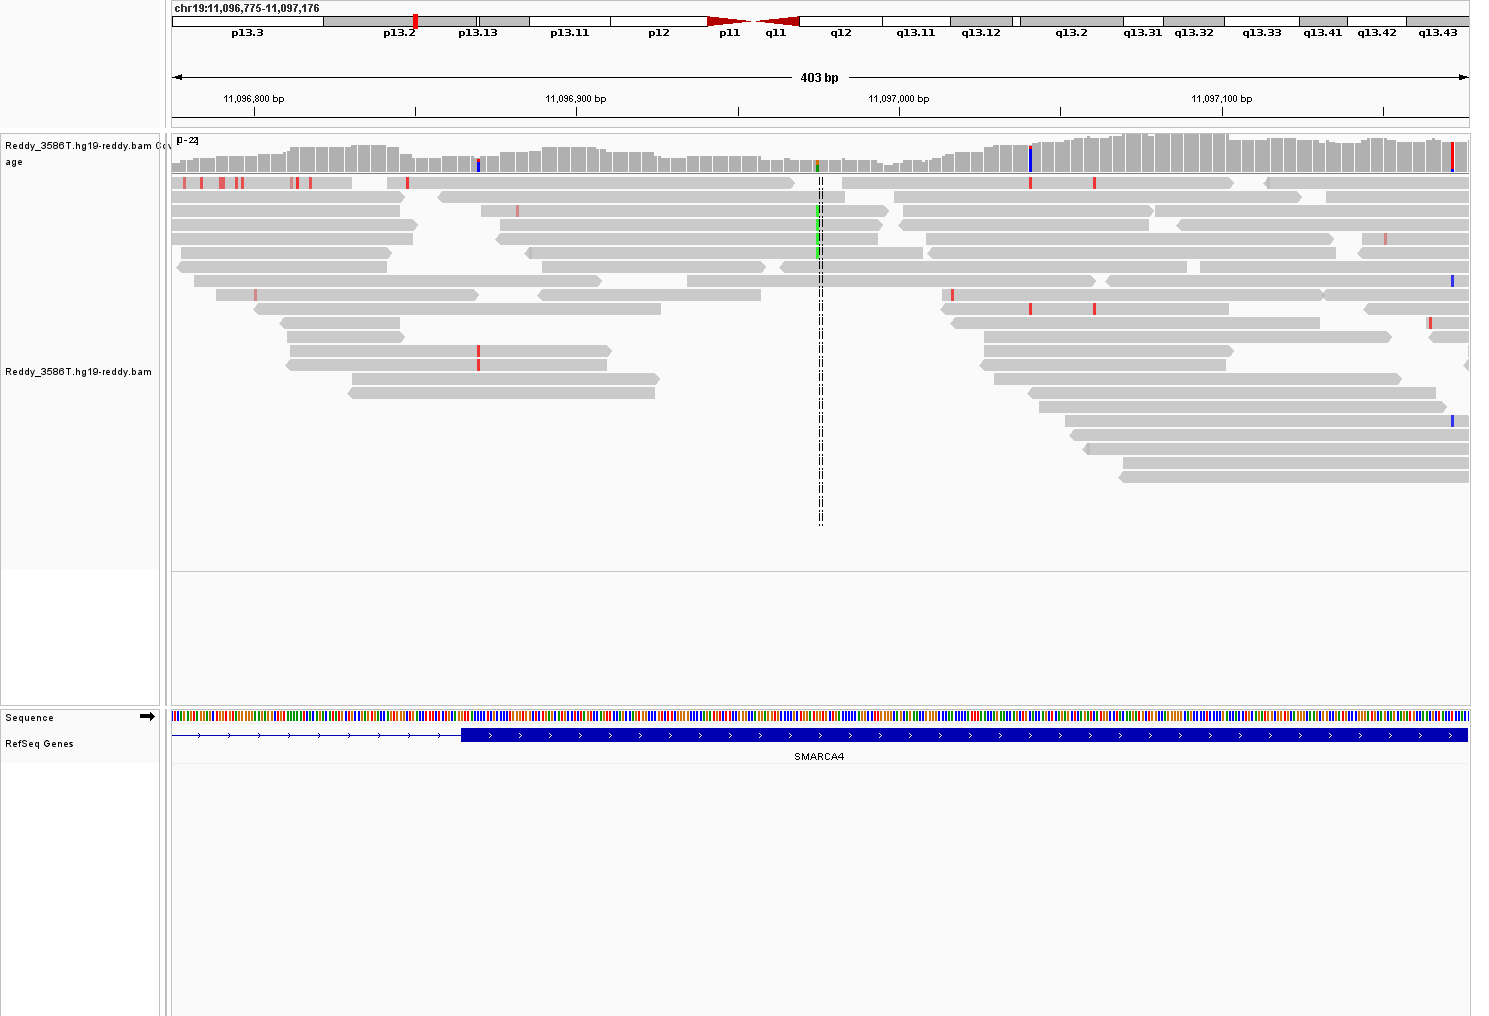 chr19:11,096,775-11,097,176
p13.3 p13.2 p13.13 p13.11 p12 p11 q11 q12 q13.11 q13.12 q13.2 q13.31 q13.32 q13.33 q13.41 q13.42 q13.43
403 bp
11,096,800 bp 11,096,900 bp 11,097,000 bp 11,097,100 bp
Reddy_3586T.hg19-reddy.bam Cov
age
[0-22]
Reddy_3586T.hg19-reddy.bam
Sequence
RefSeq Genes
SMARCA4